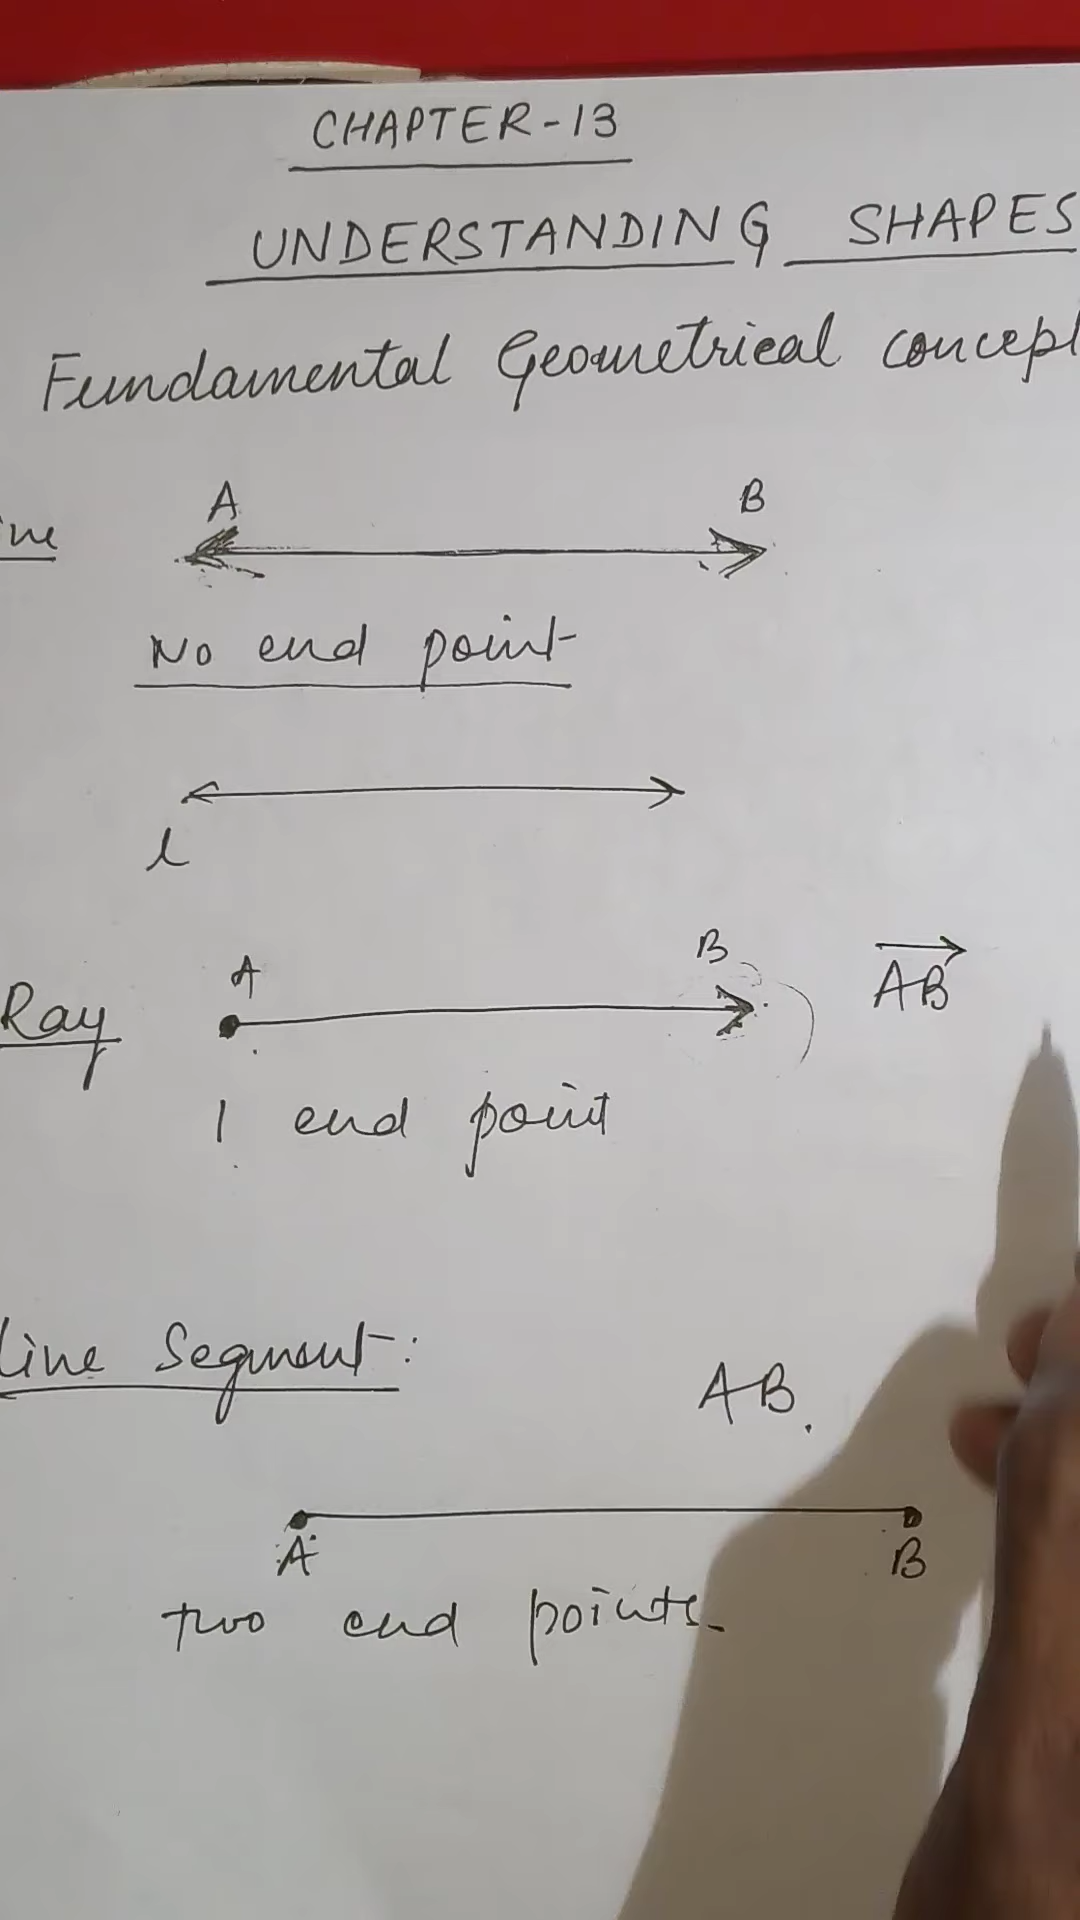 CHAPTER-13
UNDERSTANDING SHAPES
Fundamental Geometrical concept
A B
ine
No end point
l
A B AB
Ray
1 end point
Line Segment:
AB.
A B
two end points.